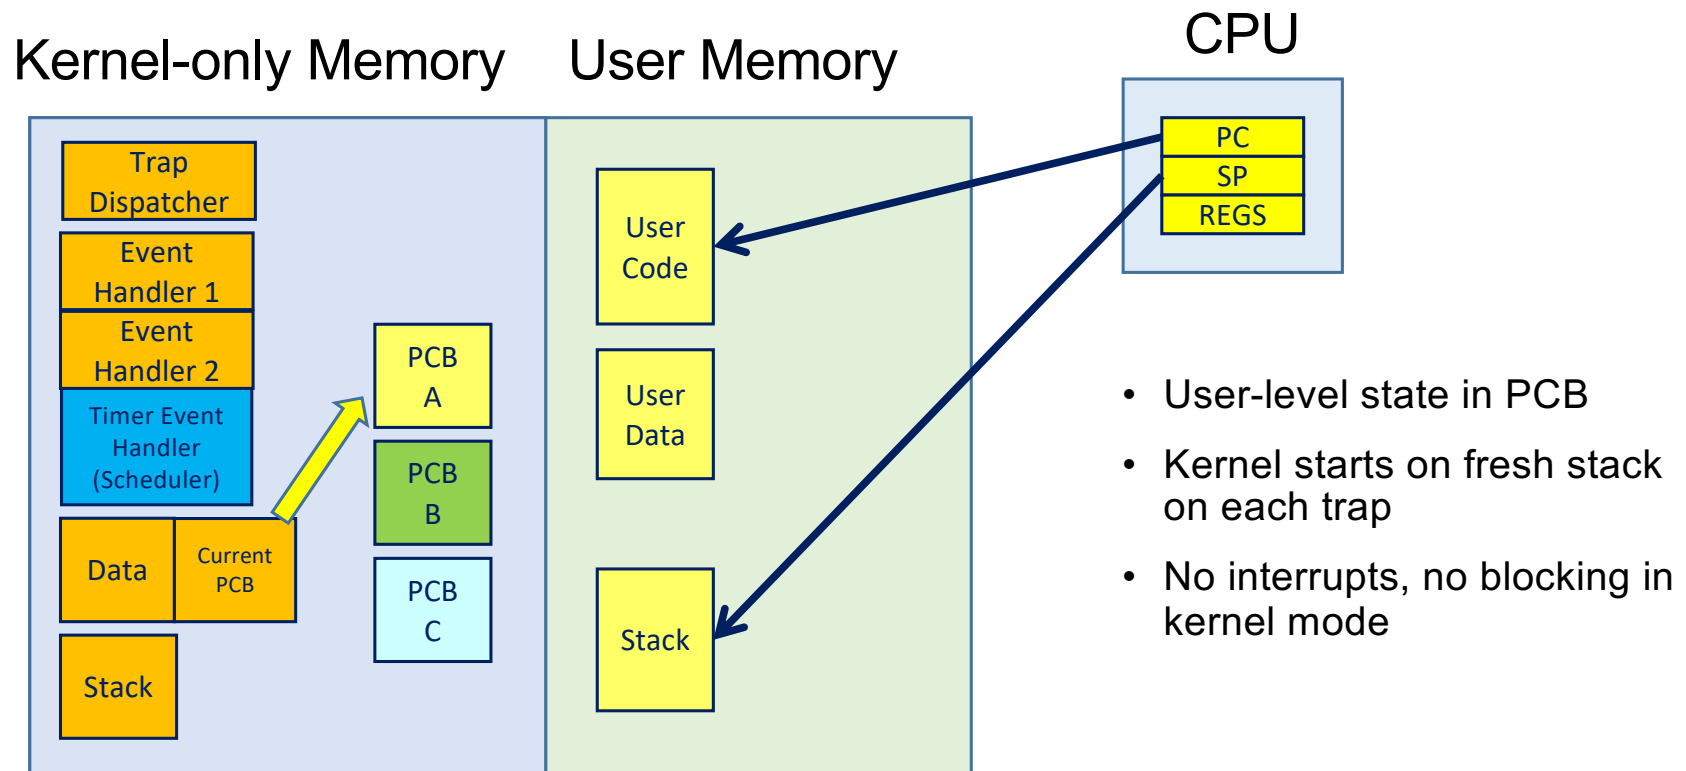 Kernel-only Memory
User Memory
CPU
Trap
Dispatcher
Event
Handler 1
Event
Handler 2
Timer Event
Handler
(Scheduler)
Data
Current
PCB
Stack
PCB
A
PCB
B
PCB
C
User
Code
User
Data
Stack
PC
SP
REGS
• User-level state in PCB
• Kernel starts on fresh stack
on each trap
• No interrupts, no blocking in
kernel mode